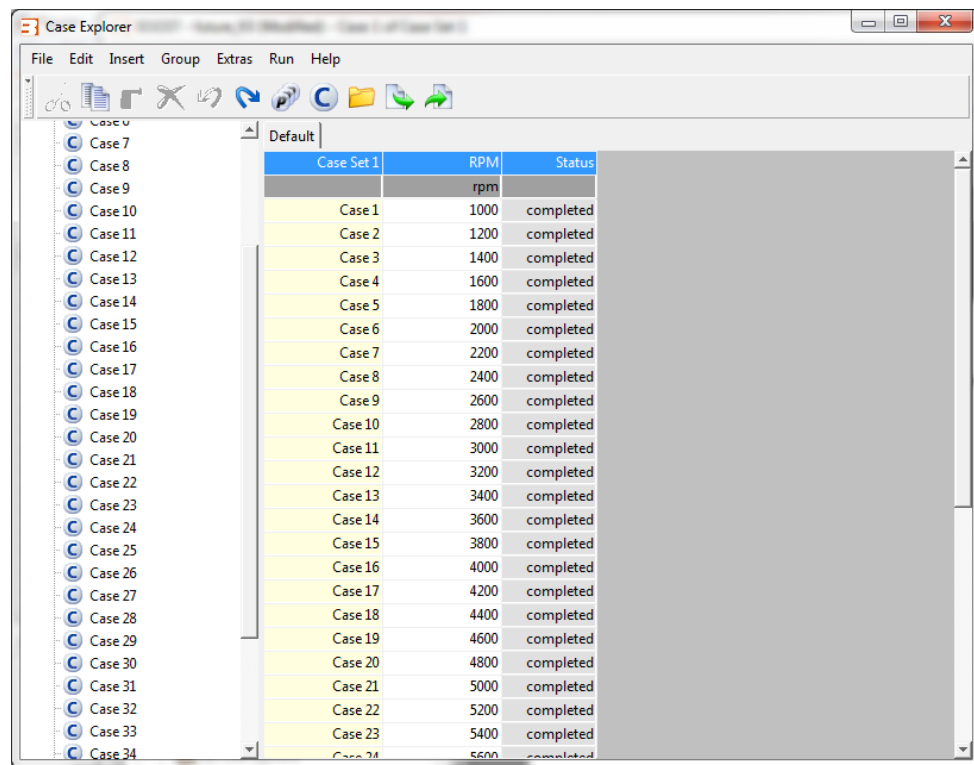 Case Explorer
File Edit Insert Group Extras Run Help
Case 7
Case 8
Case 9
Case 10
Case 11
Case 12
Case 13
Case 14
Case 15
Case 16
Case 17
Case 18
Case 19
Case 20
Case 21
Case 22
Case 23
Case 24
Case 25
Case 26
Case 27
Case 28
Case 29
Case 30
Case 31
Case 32
Case 33
Case 34
Default
Case Set 1 RPM Status
rpm
Case 1 1000 completed
Case 2 1200 completed
Case 3 1400 completed
Case 4 1600 completed
Case 5 1800 completed
Case 6 2000 completed
Case 7 2200 completed
Case 8 2400 completed
Case 9 2600 completed
Case 10 2800 completed
Case 11 3000 completed
Case 12 3200 completed
Case 13 3400 completed
Case 14 3600 completed
Case 15 3800 completed
Case 16 4000 completed
Case 17 4200 completed
Case 18 4400 completed
Case 19 4600 completed
Case 20 4800 completed
Case 21 5000 completed
Case 22 5200 completed
Case 23 5400 completed
Case 24 5600 completed